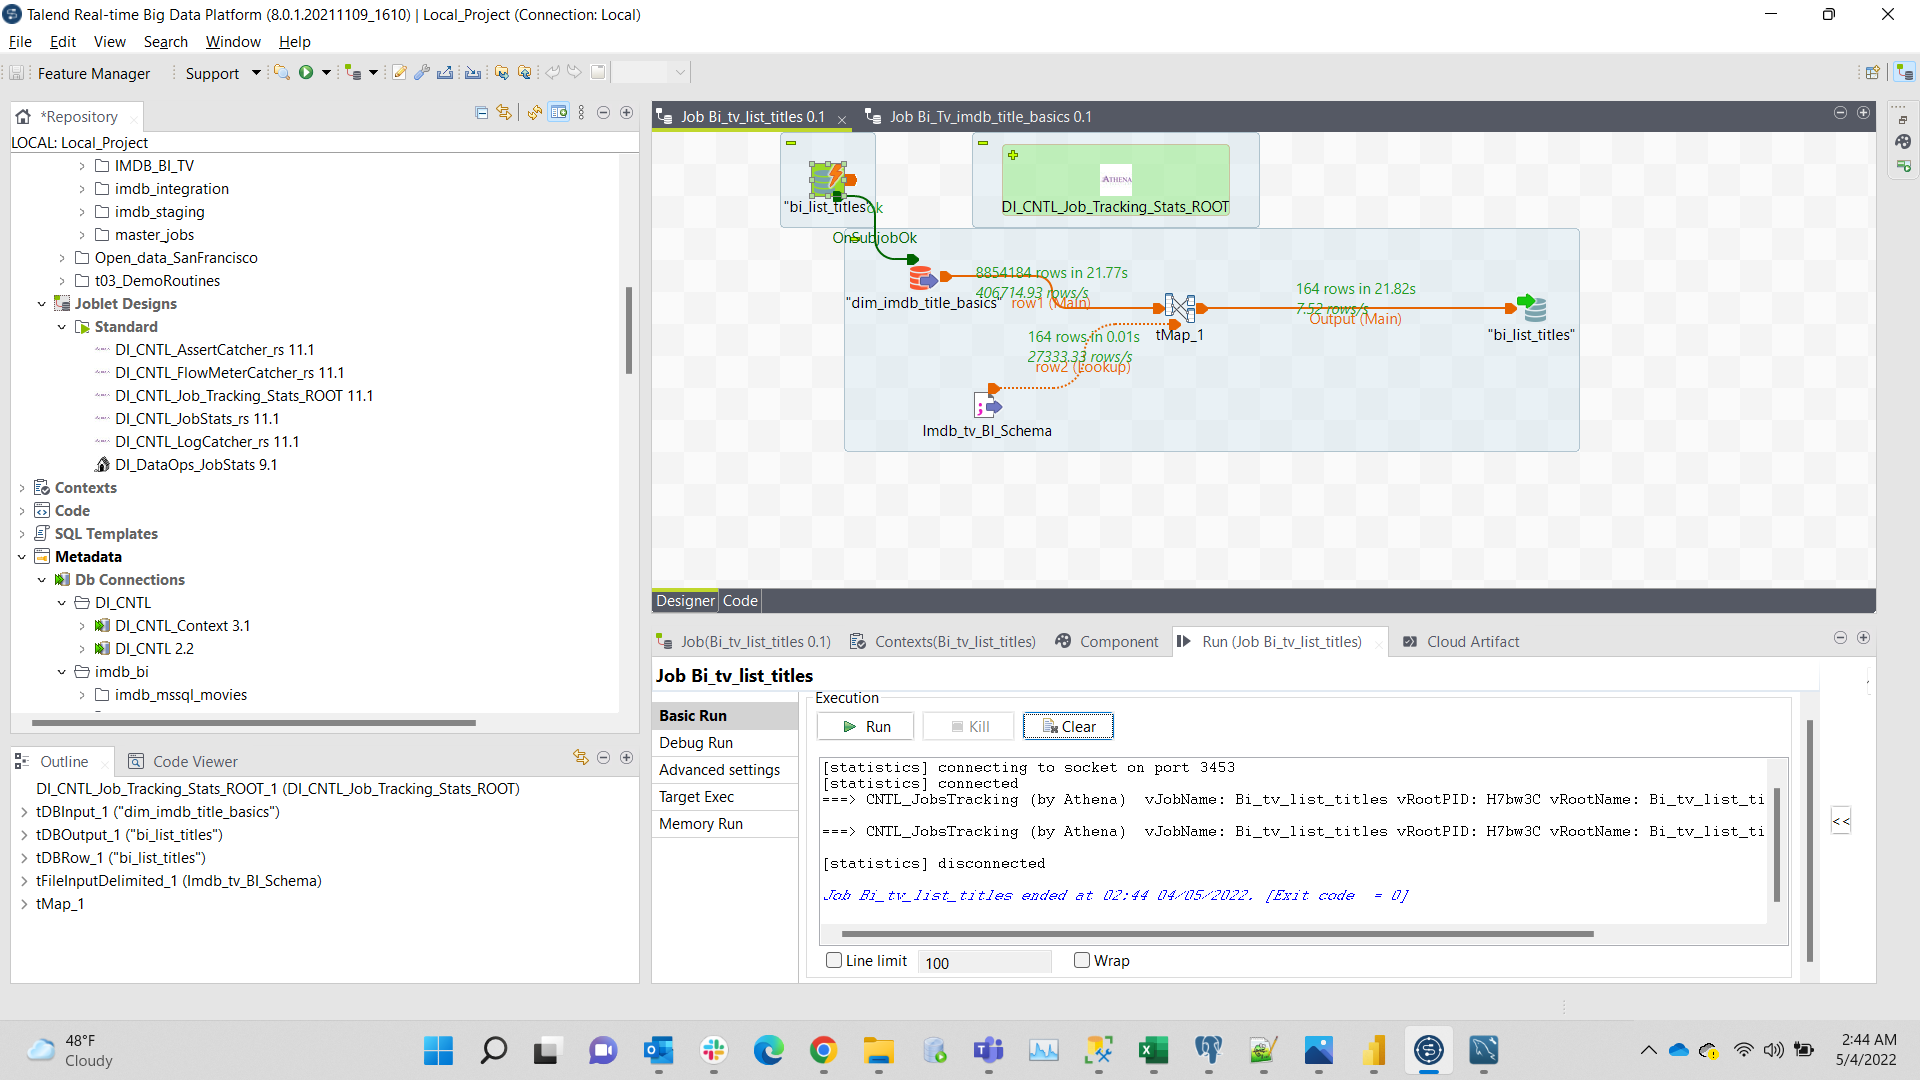 Talend Real-time Big Data Platform (8.0.1.20211109_1610) | Local_Project (Connection: Local)
File Edit View Search Window Help
Feature Manager Support
*Repository
LOCAL: Local_Project
IMDB_BI_TV
imdb_integration
imdb_staging
master_jobs
Open_data_SanFrancisco
t03_DemoRoutines
Joblet Designs
Standard
DI_CNTL_AssertCatcher_rs 11.1
DI_CNTL_FlowMeterCatcher_rs 11.1
DI_CNTL_Job_Tracking_Stats_ROOT 11.1
DI_CNTL_JobStats_rs 11.1
DI_CNTL_LogCatcher_rs 11.1
DI_DataOps_JobStats 9.1
Contexts
Code
SQL Templates
Metadata
Db Connections
DI_CNTL
DI_CNTL_Context 3.1
DI_CNTL 2.2
imdb_bi
imdb_mssql_movies
Outline Code Viewer
DI_CNTL_Job_Tracking_Stats_ROOT_1 (DI_CNTL_Job_Tracking_Stats_ROOT)
tDBInput_1 ("dim_imdb_title_basics")
tDBOutput_1 ("bi_list_titles")
tDBRow_1 ("bi_list_titles")
tFileInputDelimited_1 (Imdb_tv_BI_Schema)
tMap_1
Job Bi_tv_list_titles 0.1 Job Bi_Tv_imdb_title_basics 0.1
"bi_list_titles
ok
ATHENA
DI_CNTL_Job_Tracking_Stats_ROOT
OnSubjobOk
8854184 rows in 21.77s
406714.93 rows/s
row1 (Main)
"dim_imdb_title_basics"
164 rows in 0.01s
27333.33 rows/s
row2 (Lookup)
tMap_1
164 rows in 21.82s
7.52 rows/s
Output (Main)
"bi_list_titles"
Imdb_tv_BI_Schema
Designer Code
Job(Bi_tv_list_titles 0.1) Contexts(Bi_tv_list_titles) Component Run (Job Bi_tv_list_titles) Cloud Artifact
Job Bi_tv_list_titles
Basic Run
Debug Run
Advanced settings
Target Exec
Memory Run
Execution
Run Kill Clear
[statistics] connecting to socket on port 3453
[statistics] connected
===> CNTL_JobsTracking (by Athena) vJobName: Bi_tv_list_titles vRootPID: H7bw3C vRootName: Bi_tv_list_ti
===> CNTL_JobsTracking (by Athena) vJobName: Bi_tv_list_titles vRootPID: H7bw3C vRootName: Bi_tv_list_ti
[statistics] disconnected
Job Bi_tv_list_titles ended at 02:44 04/05/2022. [Exit code = 0]
Line limit 100 Wrap
<<
48°F
Cloudy
2:44 AM
5/4/2022